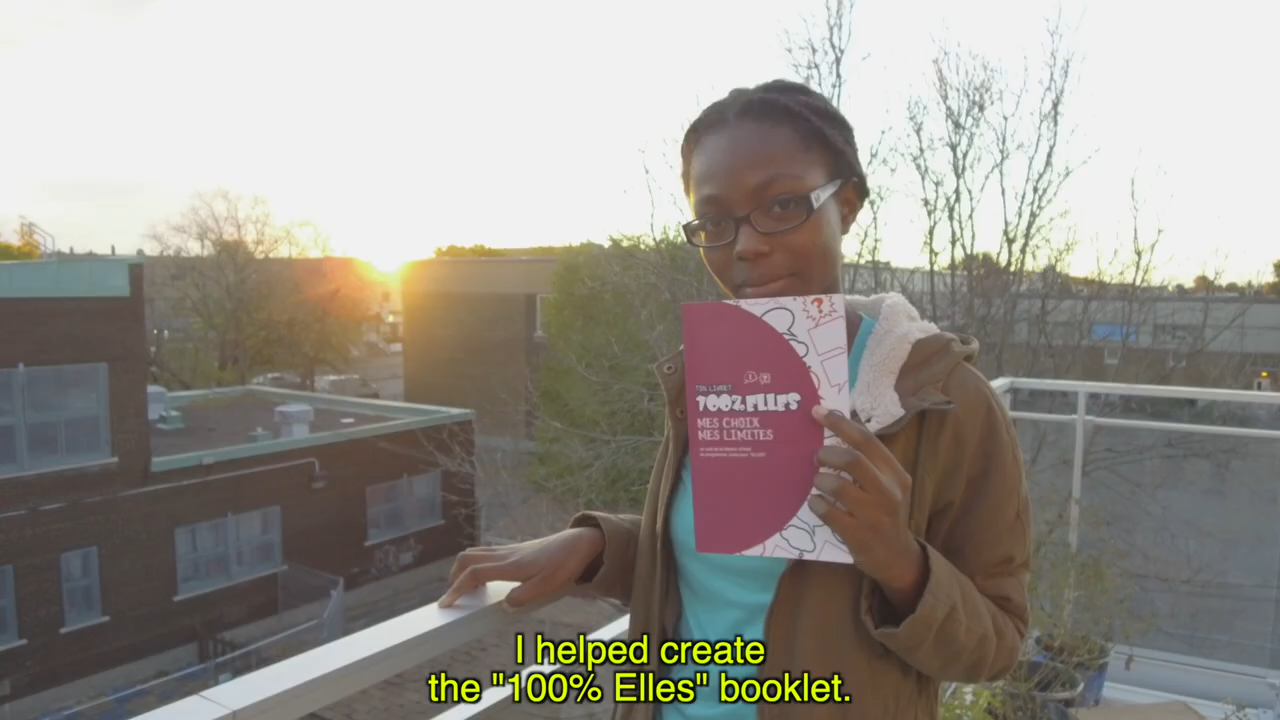 TON LIVRET
100% ELLES
MES CHOIX
MES LIMITES
I helped create
the "100% Elles" booklet.